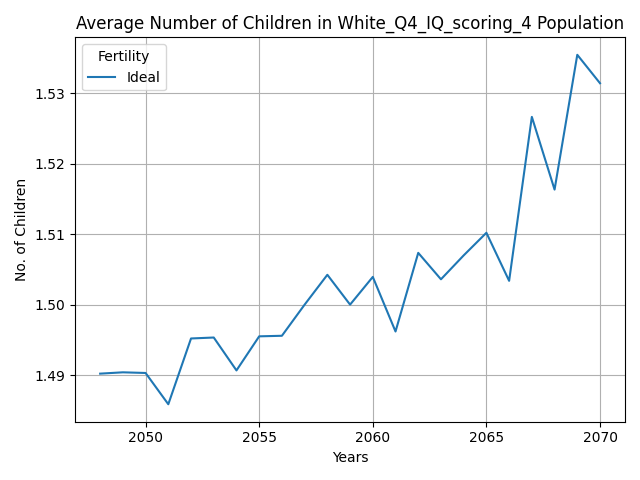 Average Number of Children in White_Q4_IQ_scoring_4 Population
Fertility
Ideal
1.53
1.52
1.51
1.50
1.49
No. of Children
2050
2055
2060
2065
2070
Years